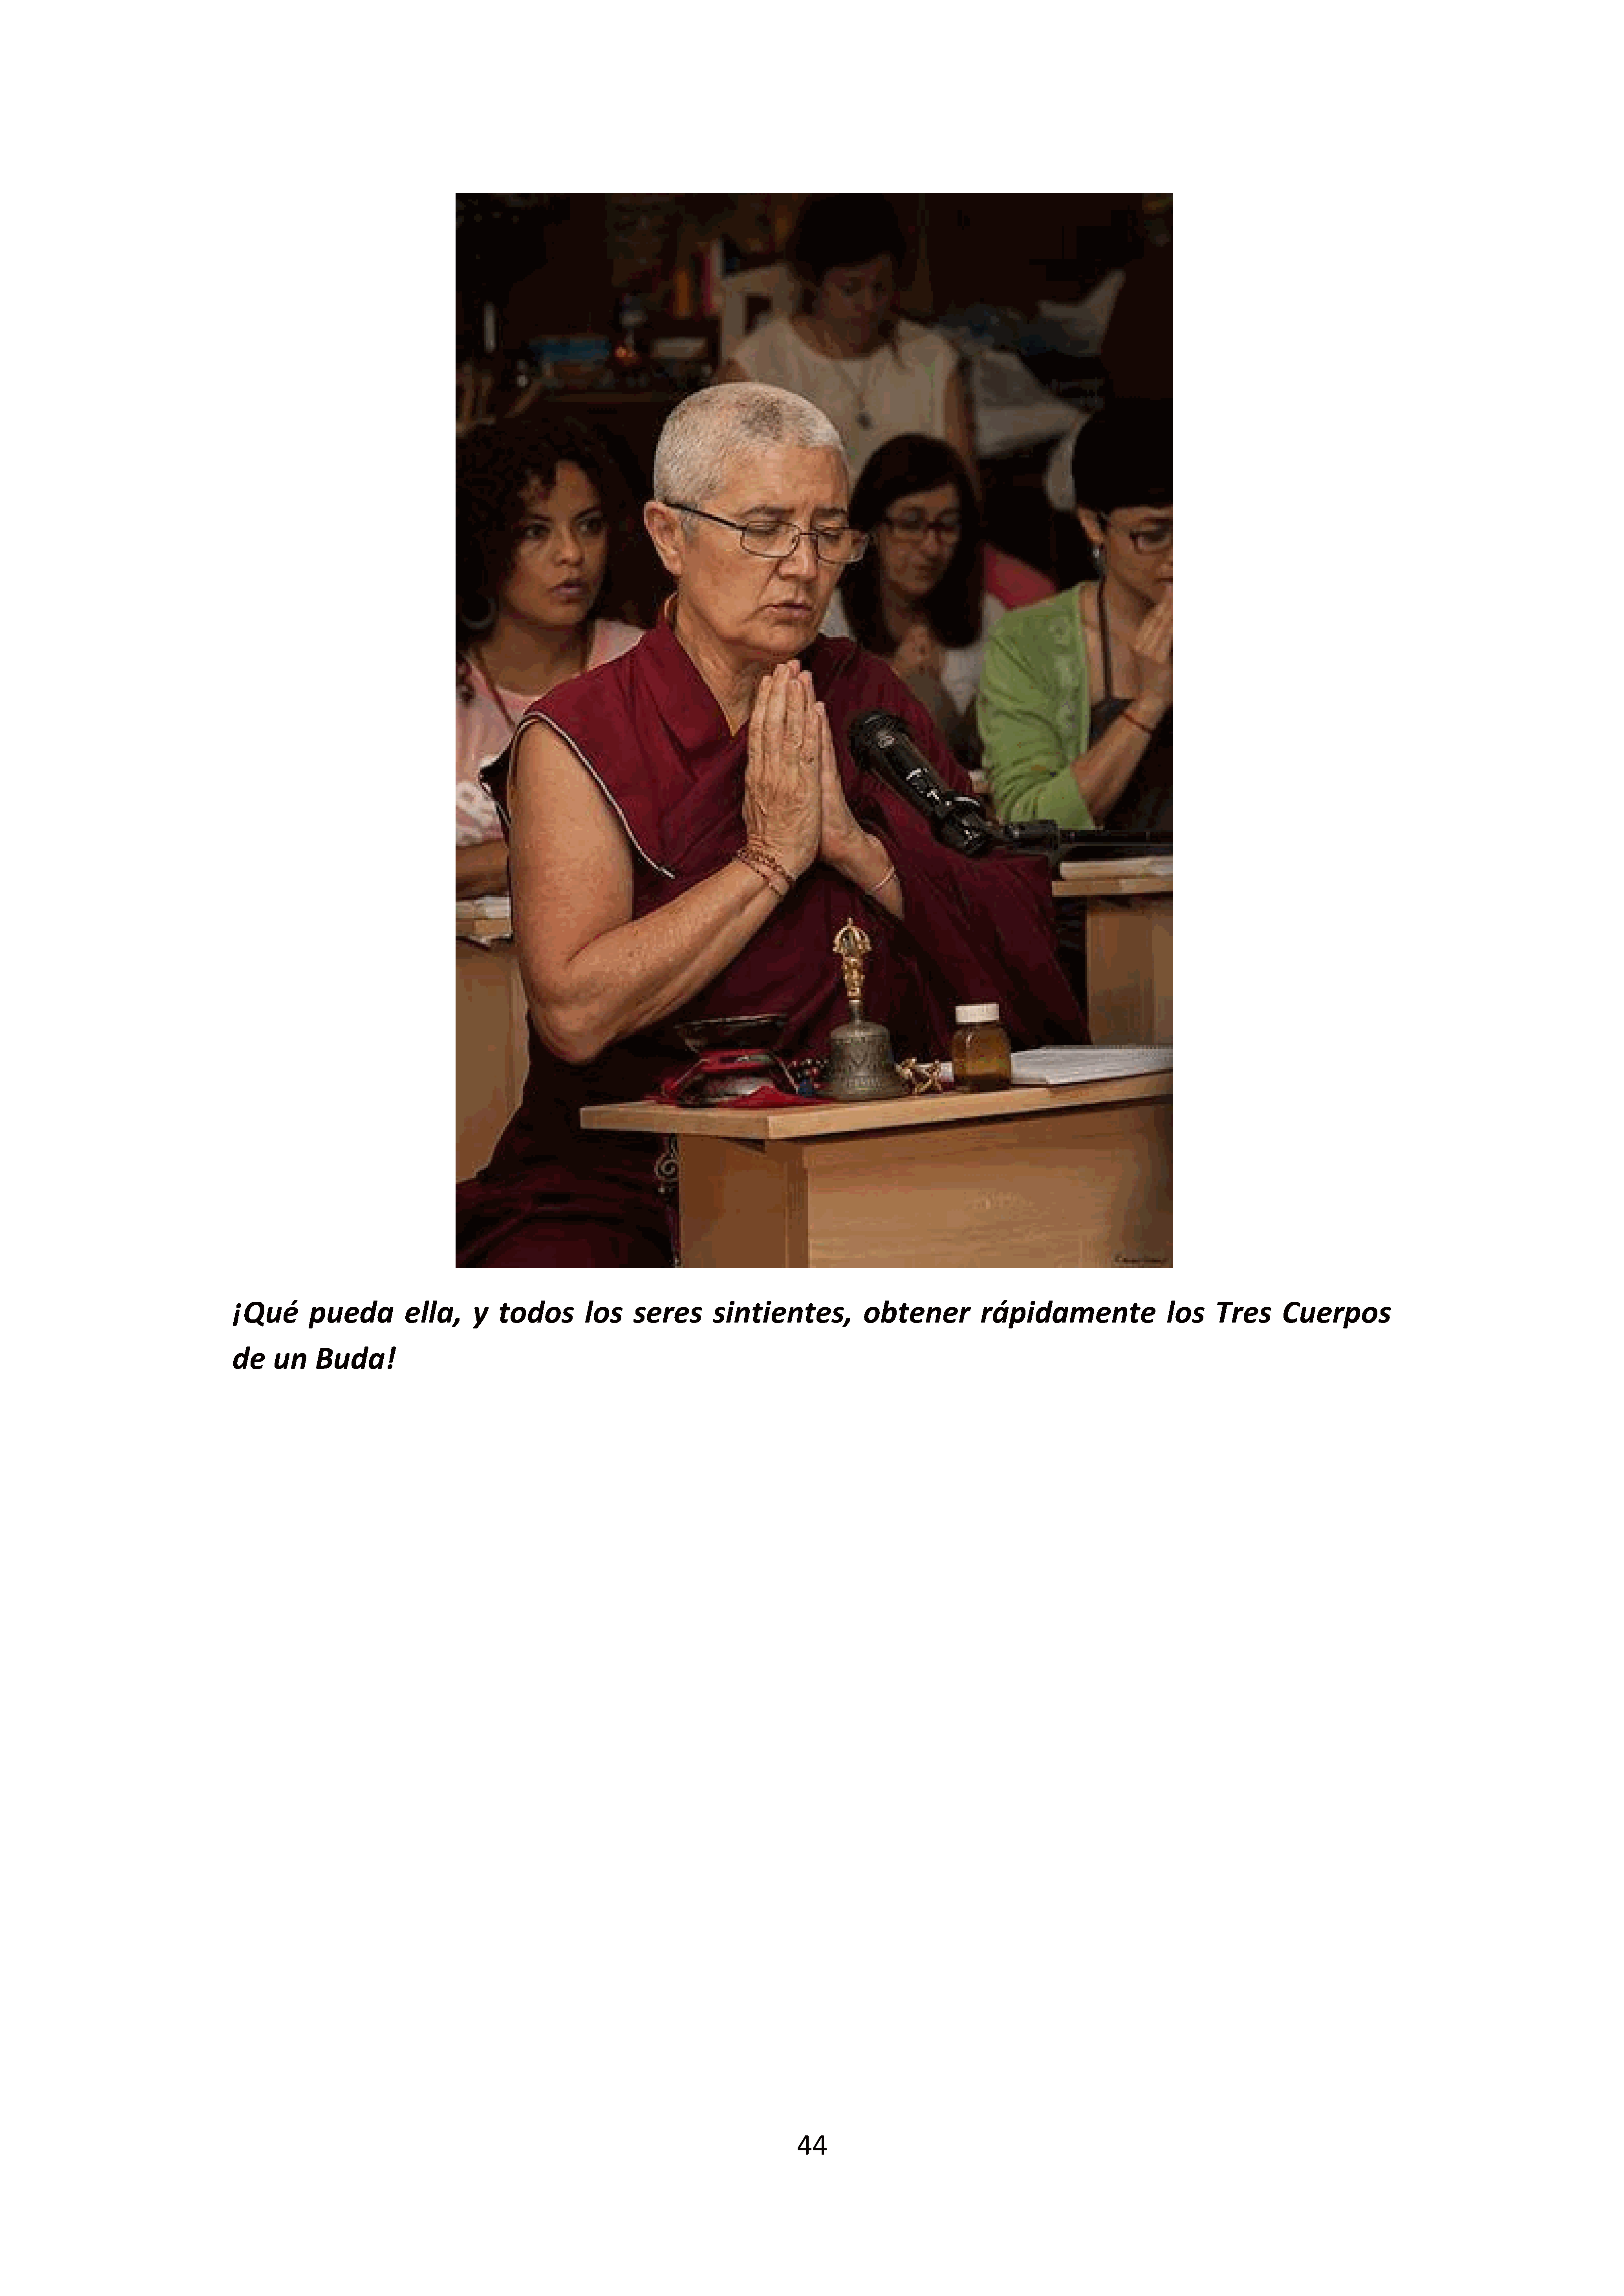 ¡Qué pueda ella, y todos los seres sintientes, obtener rápidamente los Tres Cuerpos
de un Buda!
44